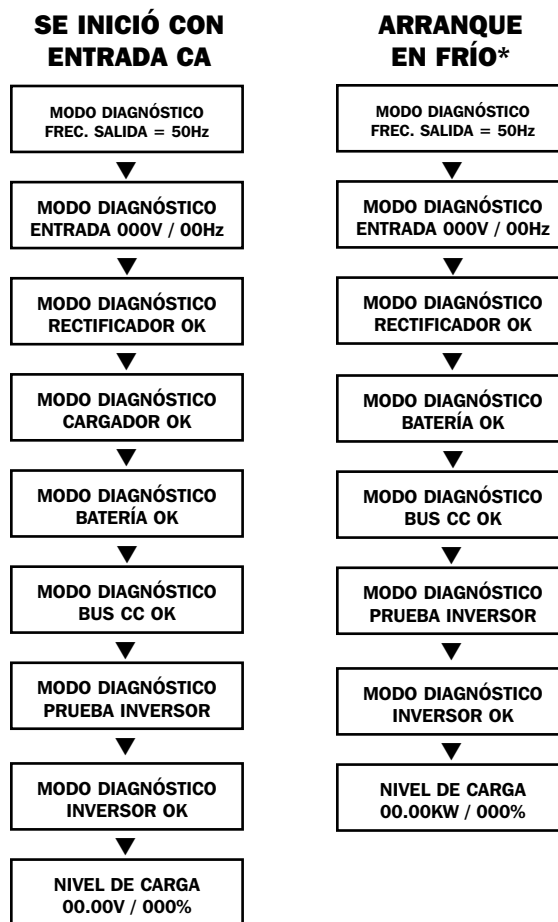 SE INICIÓ CON
ENTRADA CA
MODO DIAGNÓSTICO
FREC. SALIDA = 50Hz
MODO DIAGNÓSTICO
ENTRADA 000V / 00Hz
MODO DIAGNÓSTICO
RECTIFICADOR OK
MODO DIAGNÓSTICO
CARGADOR OK
MODO DIAGNÓSTICO
BATERÍA OK
MODO DIAGNÓSTICO
BUS CC OK
MODO DIAGNÓSTICO
PRUEBA INVERSOR
MODO DIAGNÓSTICO
INVERSOR OK
NIVEL DE CARGA
00.00V / 000%
ARRANQUE
EN FRÍO*
MODO DIAGNÓSTICO
FREC. SALIDA = 50Hz
MODO DIAGNÓSTICO
ENTRADA 000V / 00Hz
MODO DIAGNÓSTICO
RECTIFICADOR OK
MODO DIAGNÓSTICO
BATERÍA OK
MODO DIAGNÓSTICO
BUS CC OK
MODO DIAGNÓSTICO
PRUEBA INVERSOR
MODO DIAGNÓSTICO
INVERSOR OK
NIVEL DE CARGA
00.00KW / 000%